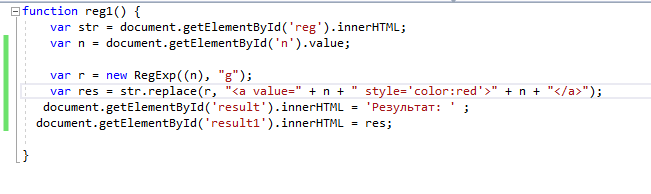 function reg1() {
var str = document.getElementById('reg').innerHTML;
var n = document.getElementById('n').value;
var r = new RegExp((n), "g");
var res = str.replace(r, "<a value=" + n + " style='color:red'>" + n + "</a>");
document.getElementById('result').innerHTML = 'Результат: ' ;
document.getElementById('result1').innerHTML = res;
}